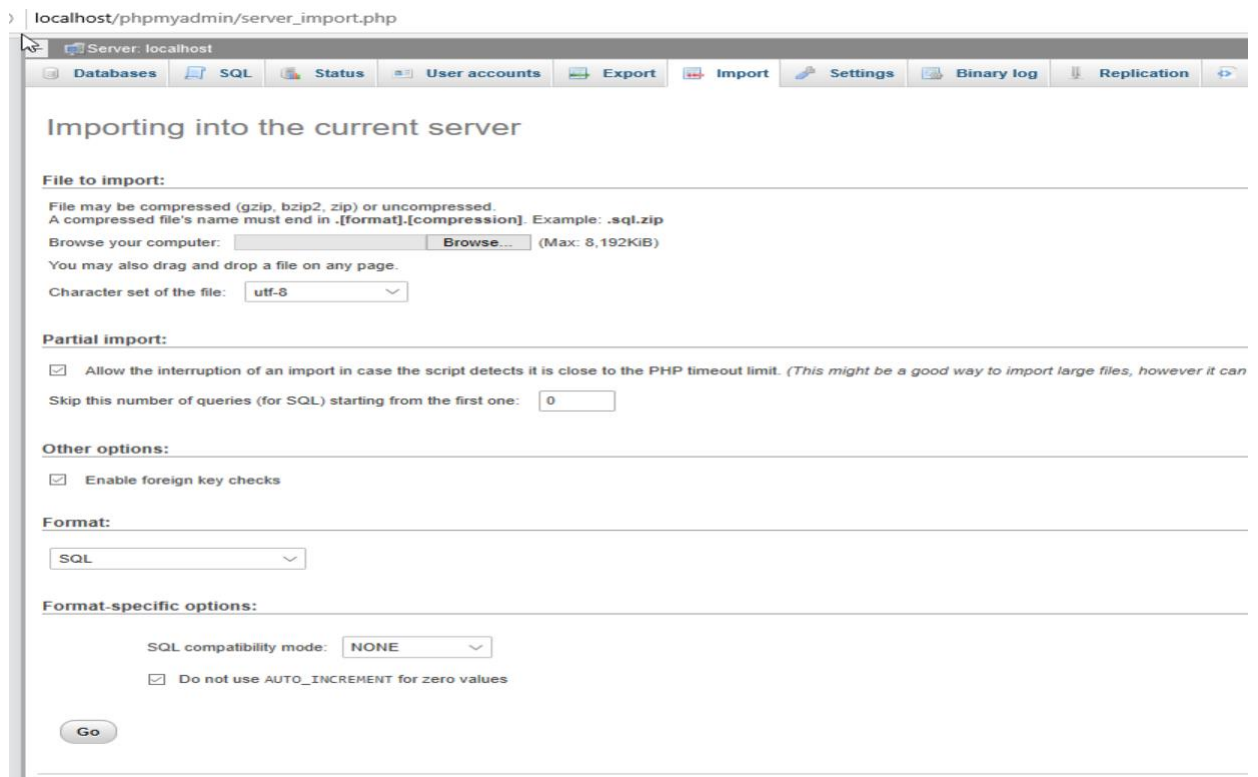 localhost/phpmyadmin/server_import.php
Server: localhost
Databases SQL Status User accounts Export Import Settings Binary log Replication
Importing into the current server
File to import:
File may be compressed (gzip, bzip2, zip) or uncompressed.
A compressed file's name must end in .[format].[compression]. Example: .sql.zip
Browse your computer: Browse... (Max: 8,192KiB)
You may also drag and drop a file on any page.
Character set of the file: utf-8
Partial import:
Allow the interruption of an import in case the script detects it is close to the PHP timeout limit. (This might be a good way to import large files, however it can
Skip this number of queries (for SQL) starting from the first one: 0
Other options:
Enable foreign key checks
Format:
SQL
Format-specific options:
SQL compatibility mode: NONE
Do not use AUTO_INCREMENT for zero values
Go